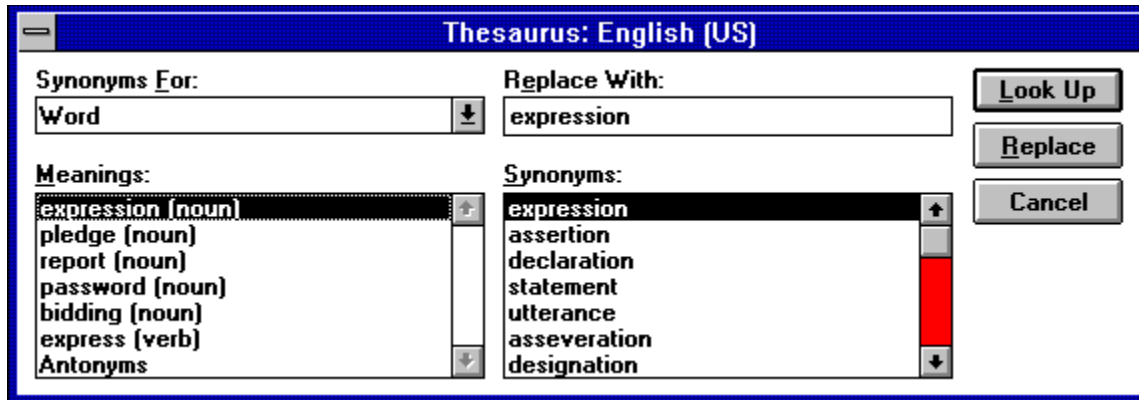 Thesaurus: English (US)
Synonyms For:
Word
Replace With:
expression
Look Up
Replace
Cancel
Meanings:
expression (noun)
pledge (noun)
report (noun)
password (noun)
bidding (noun)
express (verb)
Antonyms
Synonyms:
expression
assertion
declaration
statement
utterance
asseveration
designation